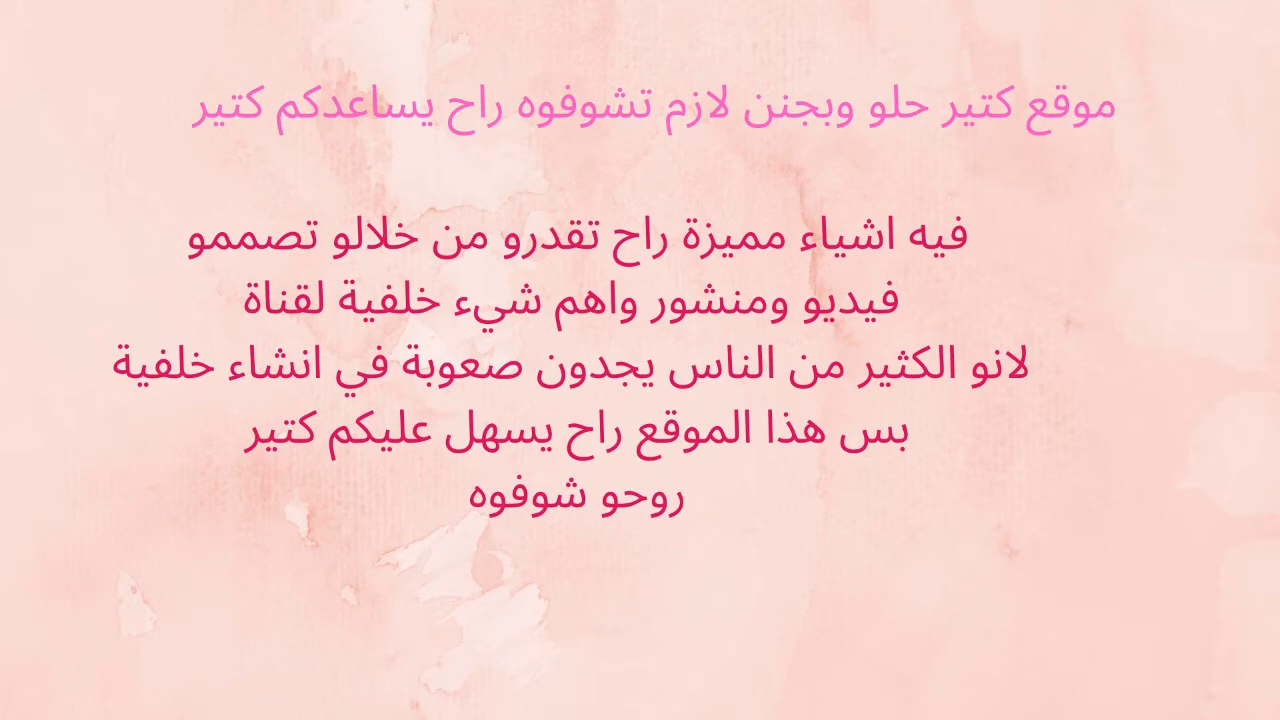 موقع كتير حلو وبجنن لازم تشوفوه راح يساعدكم كتير
فيه اشياء مميزة راح تقدرو من خلالو تصممو
فيديو ومنشور واهم شيء خلفية لقناة
لانو الكثير من الناس يجدون صعوبة في انشاء خلفية
بس هذا الموقع راح يسهل عليكم كتير
روحو شوفوه